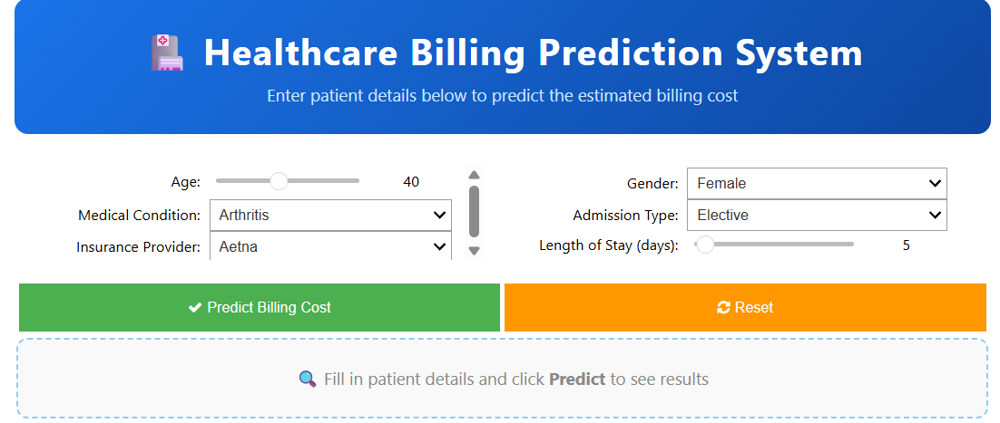 Healthcare Billing Prediction System
Enter patient details below to predict the estimated billing cost
Age: 40
Gender: Female
Medical Condition: Arthritis
Admission Type: Elective
Insurance Provider: Aetna
Length of Stay (days): 5
Predict Billing Cost
Reset
Fill in patient details and click Predict to see results